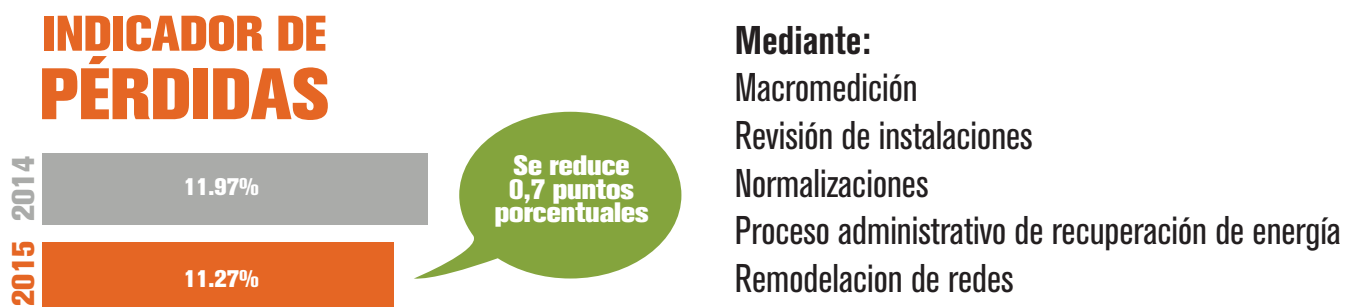 INDICADOR DE
PÉRDIDAS
2014
11.97%
2015
11.27%
Se reduce
0,7 puntos
porcentuales
Mediante:
Macromedición
Revisión de instalaciones
Normalizaciones
Proceso administrativo de recuperación de energía
Remodelacion de redes